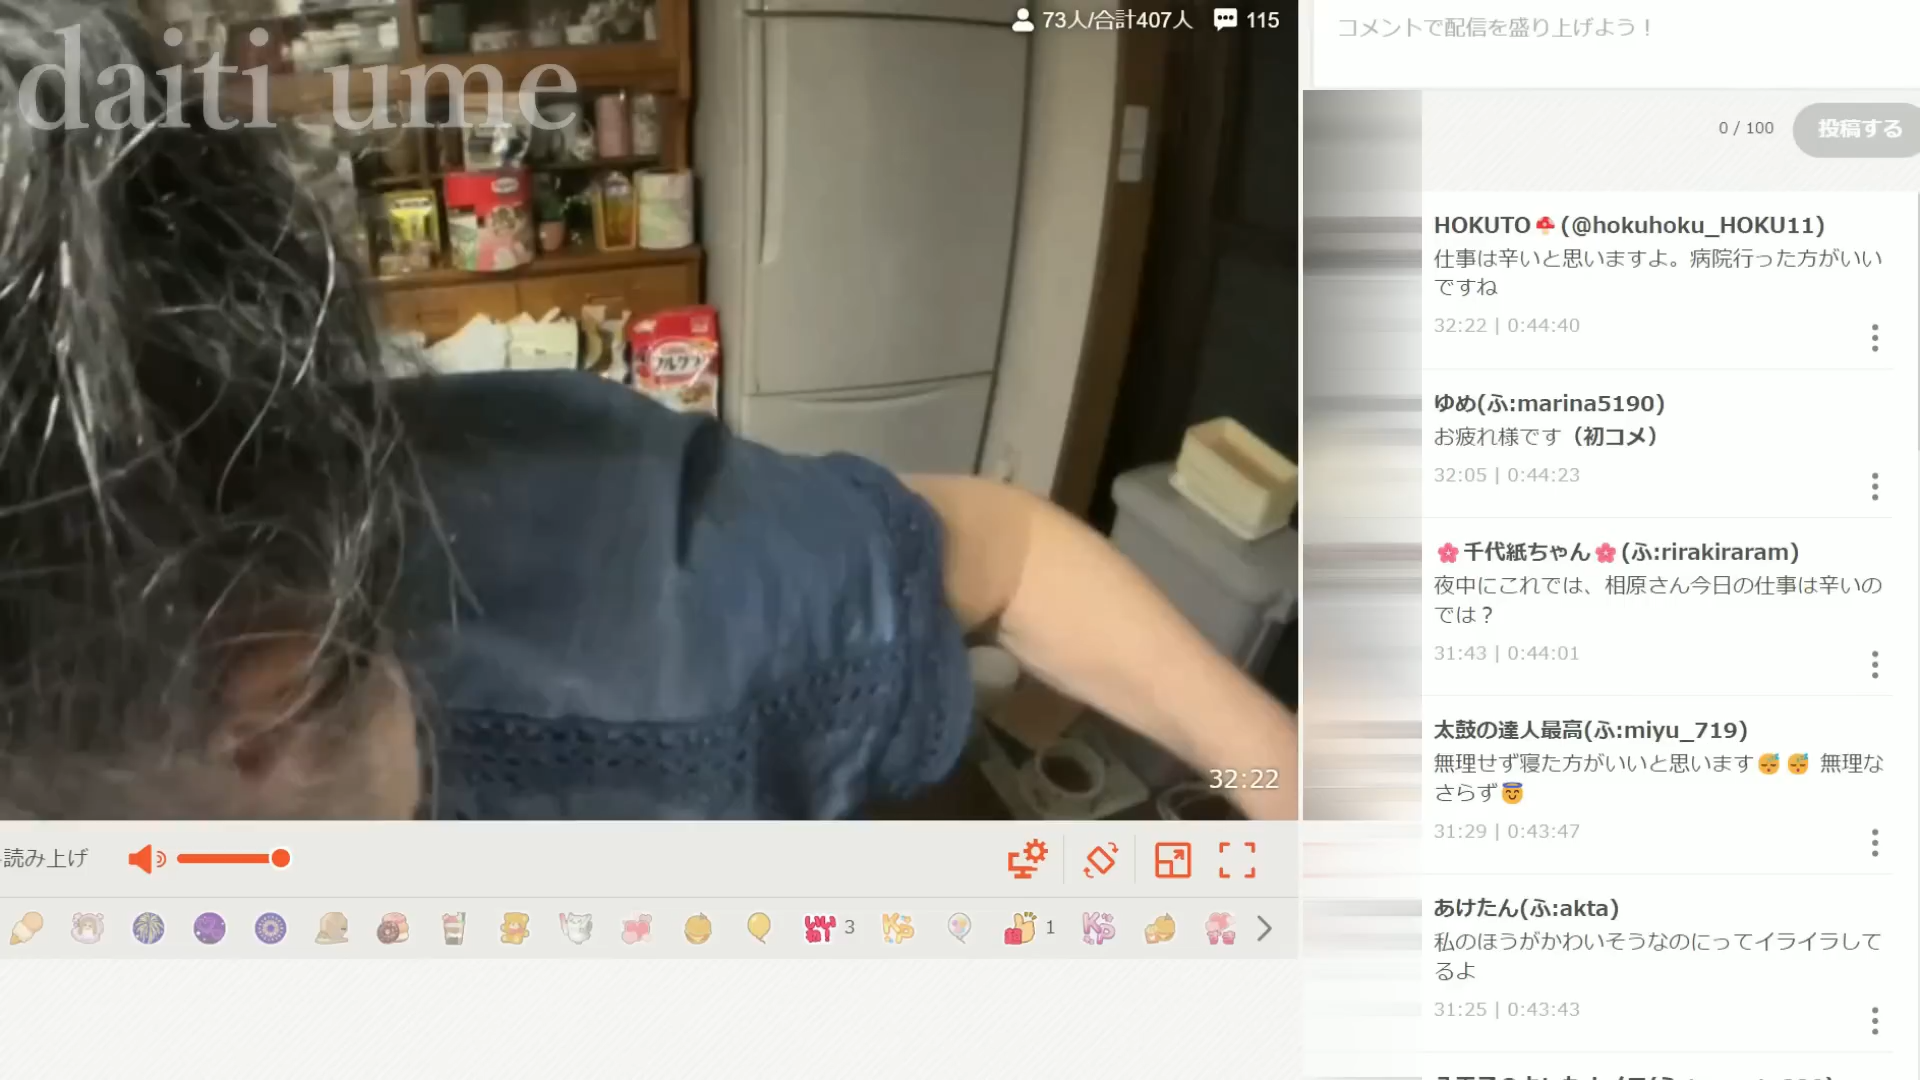 daiti ume
73人/合計407人 115
フルグラ
32:22
読み上げ
3
1
コメントで配信を盛り上げよう！
0 / 100
投稿する
HOKUTO🍄(@hokuhoku_HOKU11)
仕事は辛いと思いますよ。病院行った方がいい
ですね
32:22 | 0:44:40
ゆめ(ふ:marina5190)
お疲れ様です（初コメ）
32:05 | 0:44:23
🌸千代紙ちゃん🌸(ふ:rirakiraram)
夜中にこれでは、相原さん今日の仕事は辛いの
では？
31:43 | 0:44:01
太鼓の達人最高(ふ:miyu_719)
無理せず寝た方がいいと思います😴😴 無理な
さらず😇
31:29 | 0:43:47
あけたん(ふ:akta)
私のほうがかわいそうなのにってイライラして
るよ
31:25 | 0:43:43